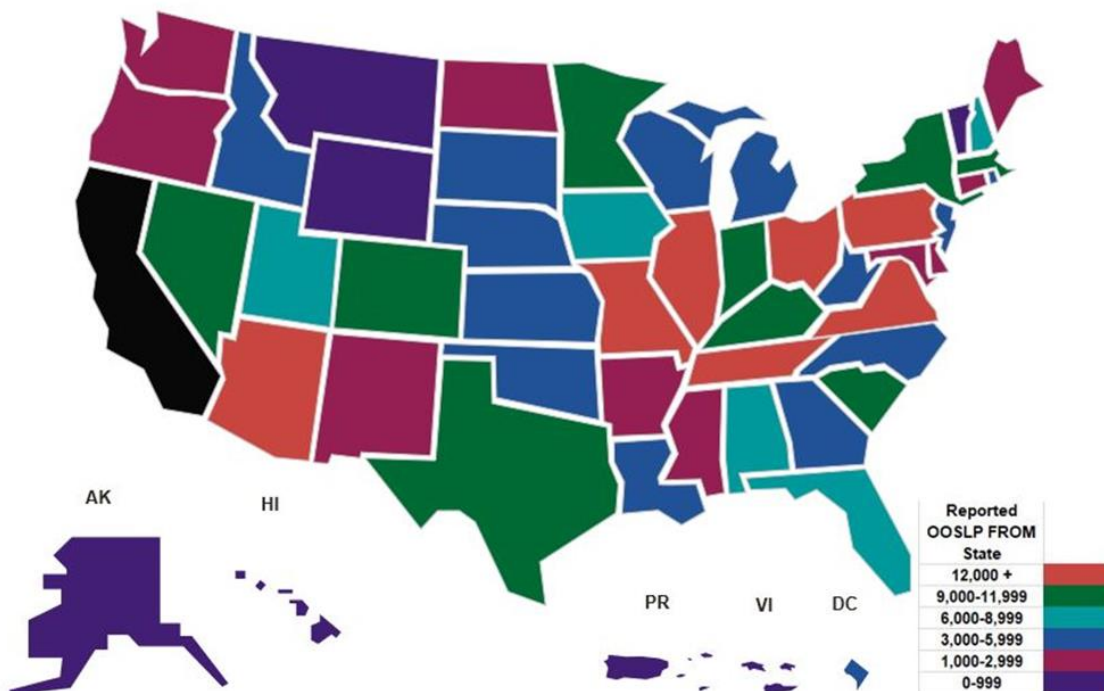 AK
HI
PR
VI
DC
Reported
OOSLP FROM
State
12,000 +
9,000-11,999
6,000-8,999
3,000-5,999
1,000-2,999
0-999